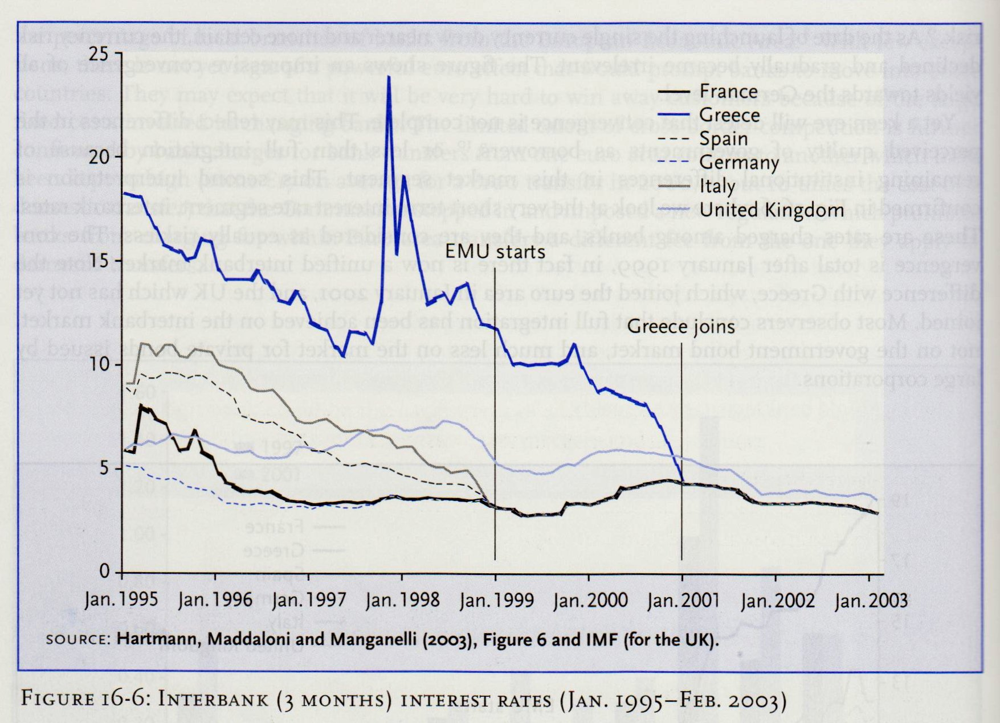 25
France
Greece
20
Spain
Germany
Italy
United Kingdom
15
EMU starts
Greece joins
10
5
0
Jan. 1995 Jan. 1996 Jan. 1997 Jan. 1998 Jan. 1999 Jan. 2000 Jan. 2001 Jan. 2002 Jan. 2003
SOURCE: Hartmann, Maddaloni and Manganelli (2003), Figure 6 and IMF (for the UK).
FIGURE 16-6: INTERBANK (3 MONTHS) INTEREST RATES (JAN. 1995–FEB. 2003)